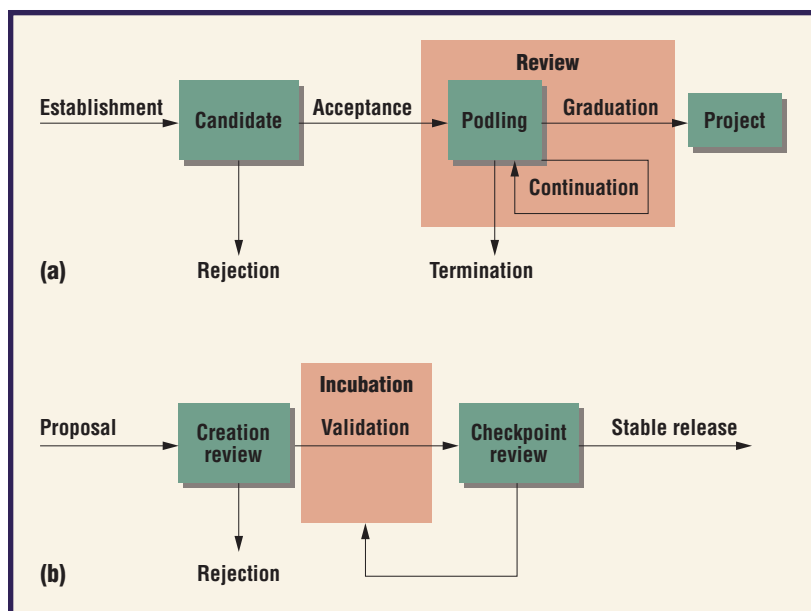 Review
Establishment
Candidate
Acceptance
Podling
Graduation
Project
Continuation
(a)
Rejection
Termination
Incubation
Proposal
Creation
review
Validation
Checkpoint
review
Stable release
(b)
Rejection